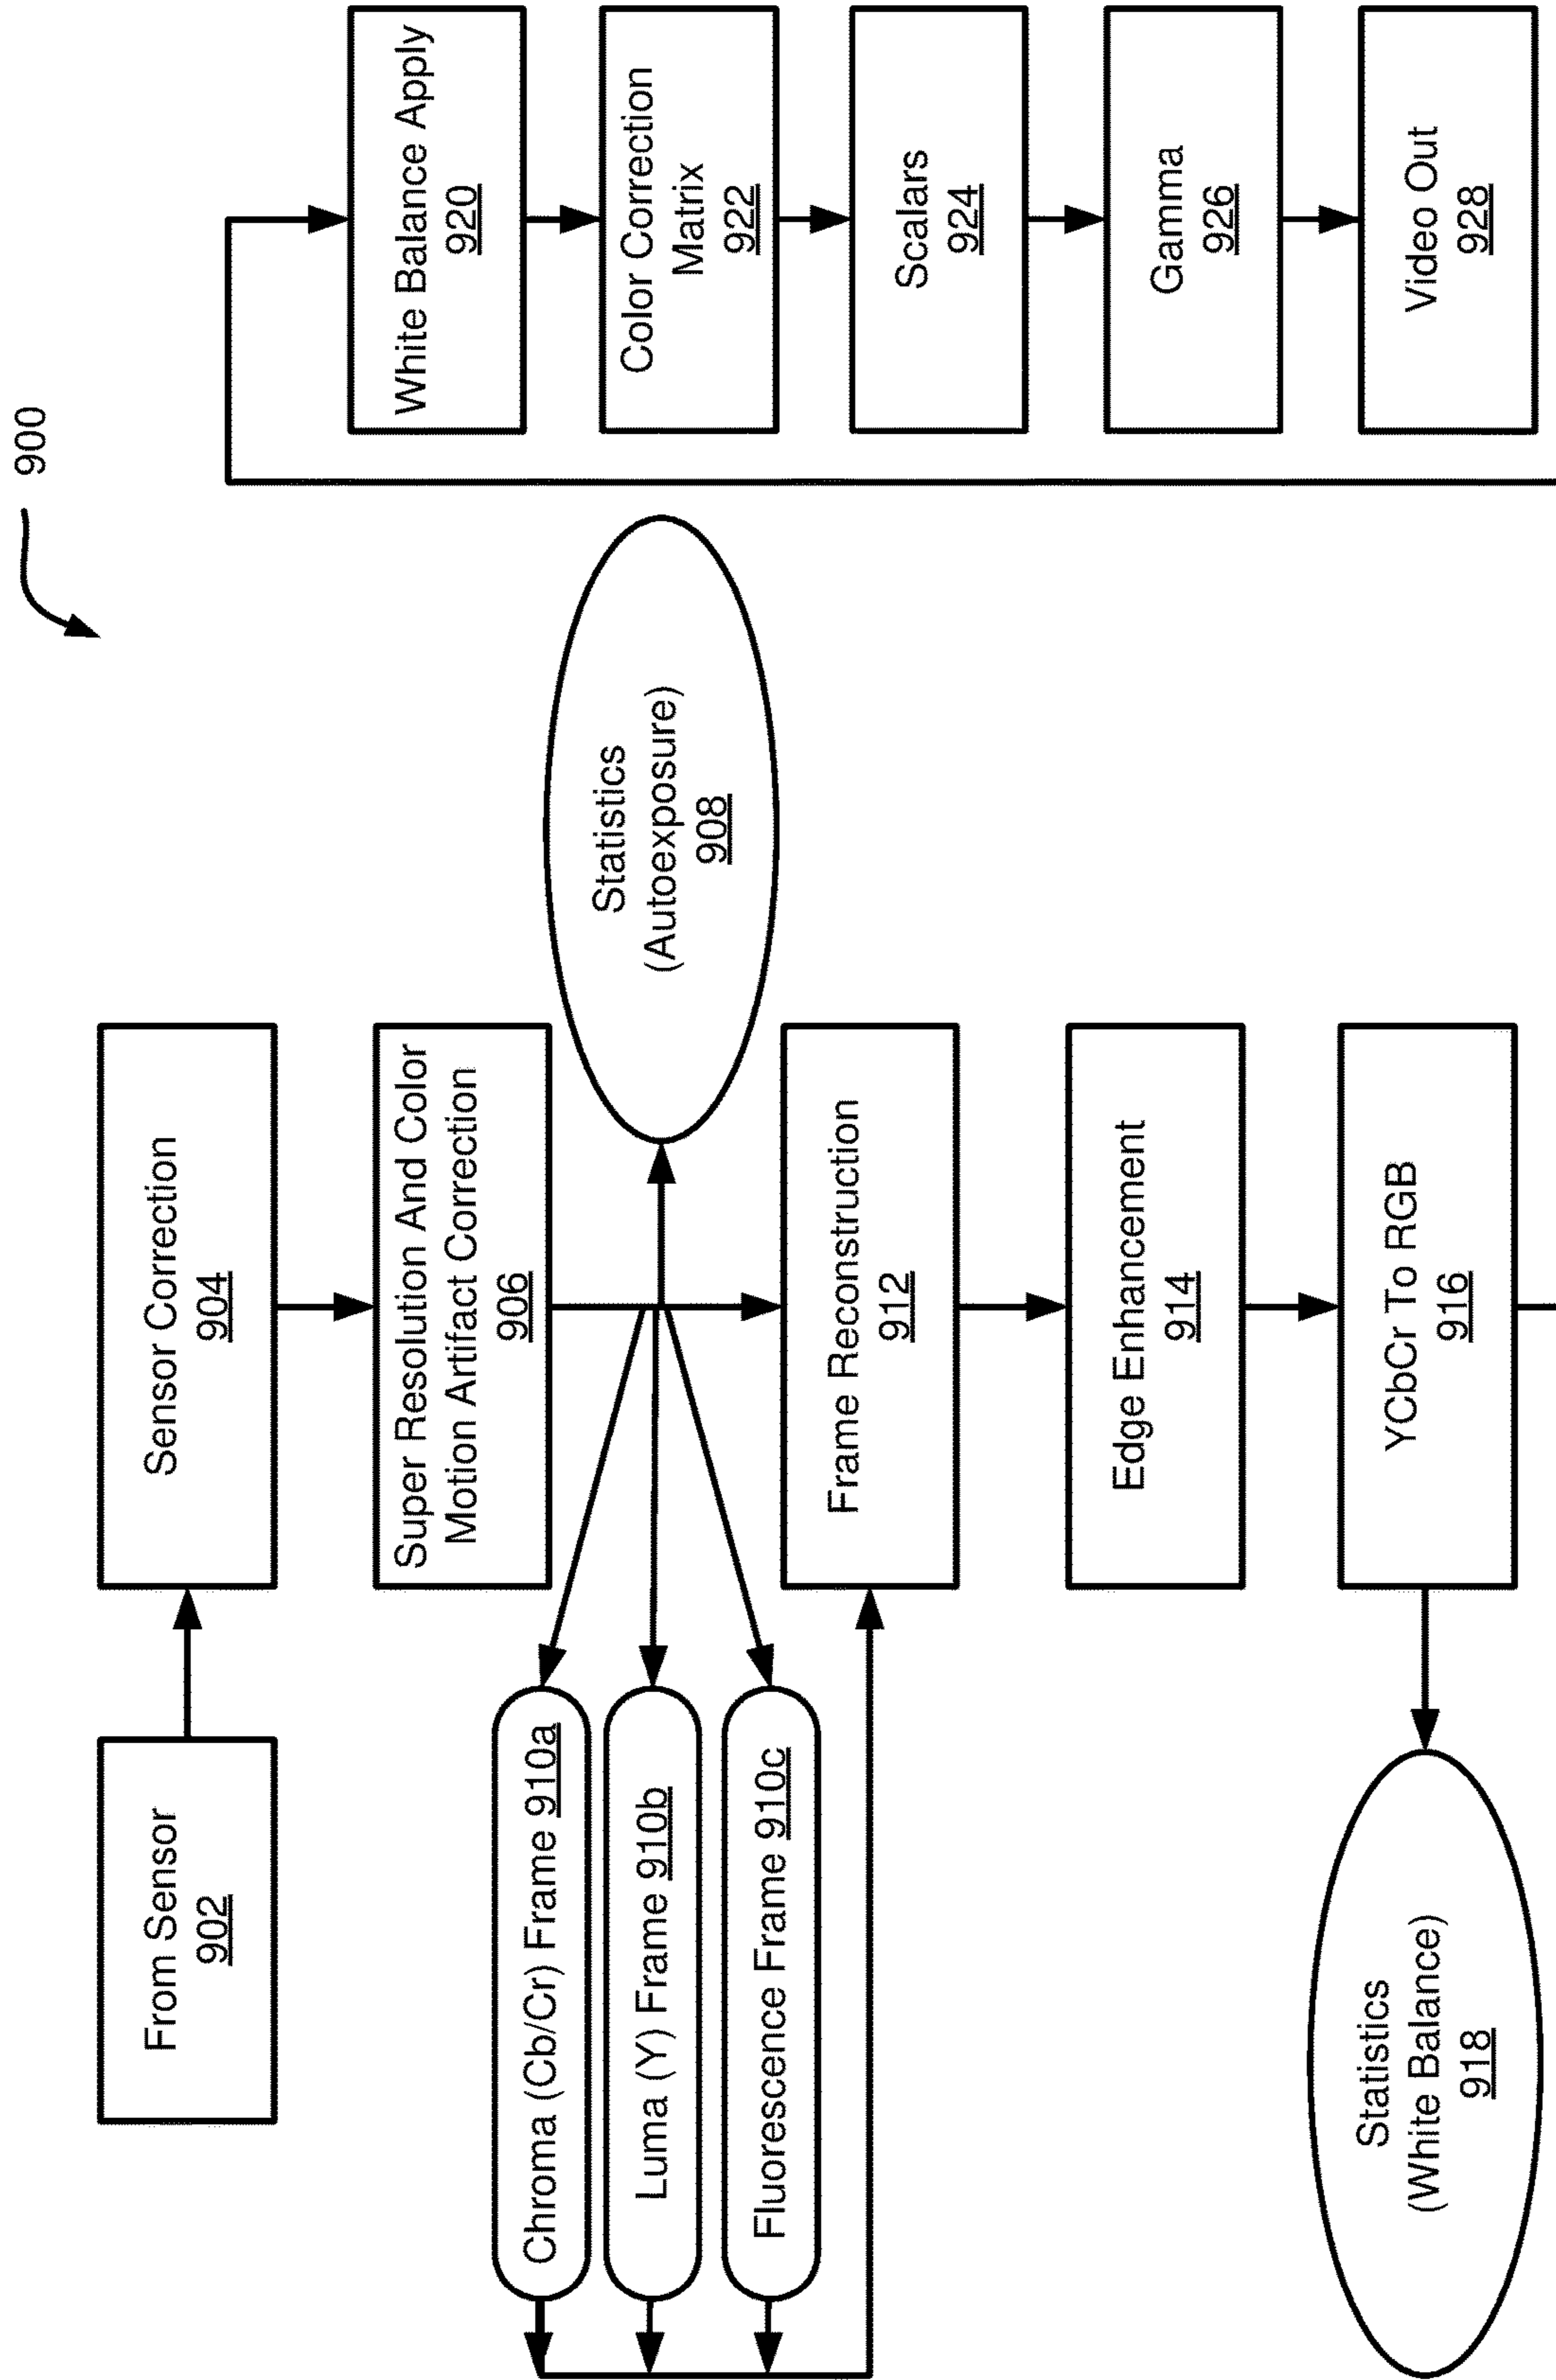 900
From Sensor
902
Sensor Correction
904
Super Resolution And Color
Motion Artifact Correction
906
Statistics
(Autoexposure)
908
Chroma (Cb/Cr) Frame 910a
Luma (Y) Frame 910b
Fluorescence Frame 910c
Frame Reconstruction
912
Edge Enhancement
914
YCbCr To RGB
916
Statistics
(White Balance)
918
White Balance Apply
920
Color Correction
Matrix
922
Scalars
924
Gamma
926
Video Out
928